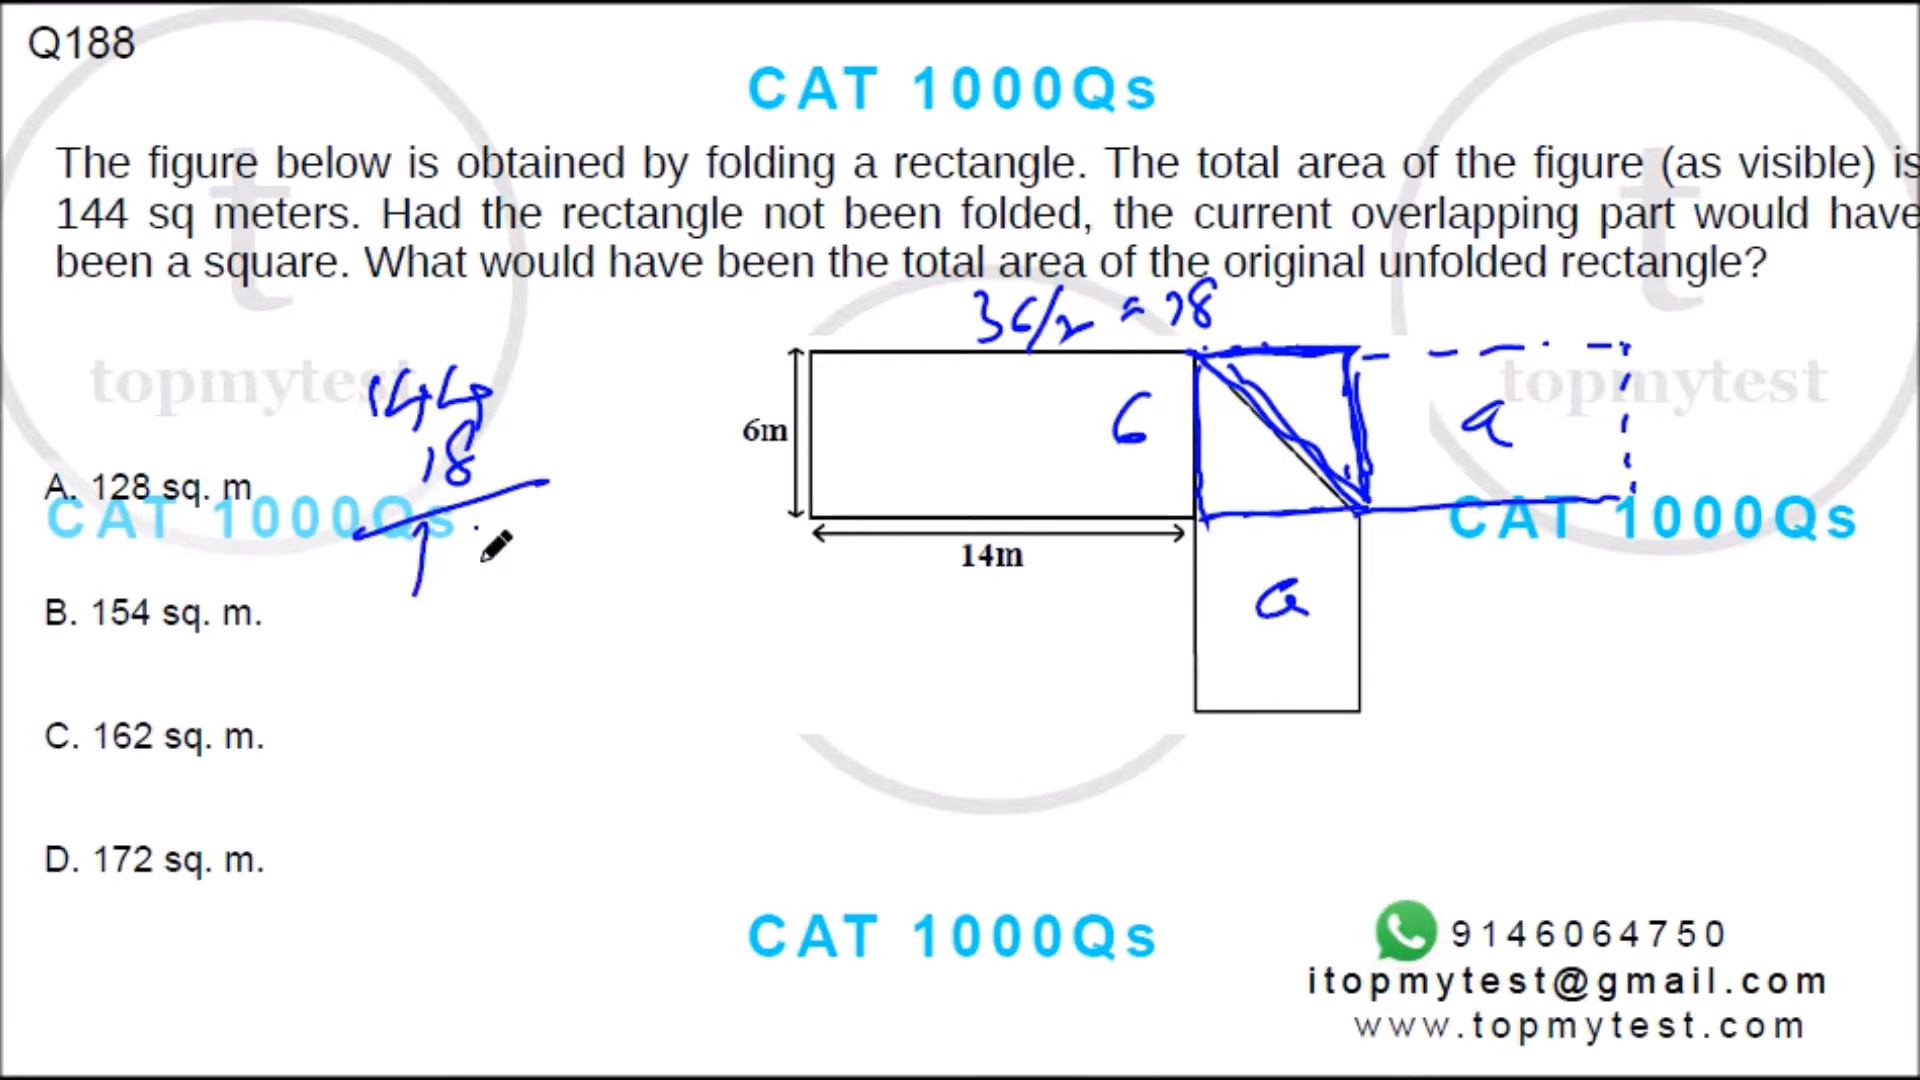 Q188
CAT 1000Qs
The figure below is obtained by folding a rectangle. The total area of the figure (as visible) is
144 sq meters. Had the rectangle not been folded, the current overlapping part would have
been a square. What would have been the total area of the original unfolded rectangle?
36/2 = 18
topmytest
topmytest
144
18
1
6m
6
a
A. 128 sq. m
CAT 1000Qs
CAT 1000Qs
14m
a
B. 154 sq. m.
C. 162 sq. m.
D. 172 sq. m.
CAT 1000Qs
9146064750
itopmytest@gmail.com
www.topmytest.com